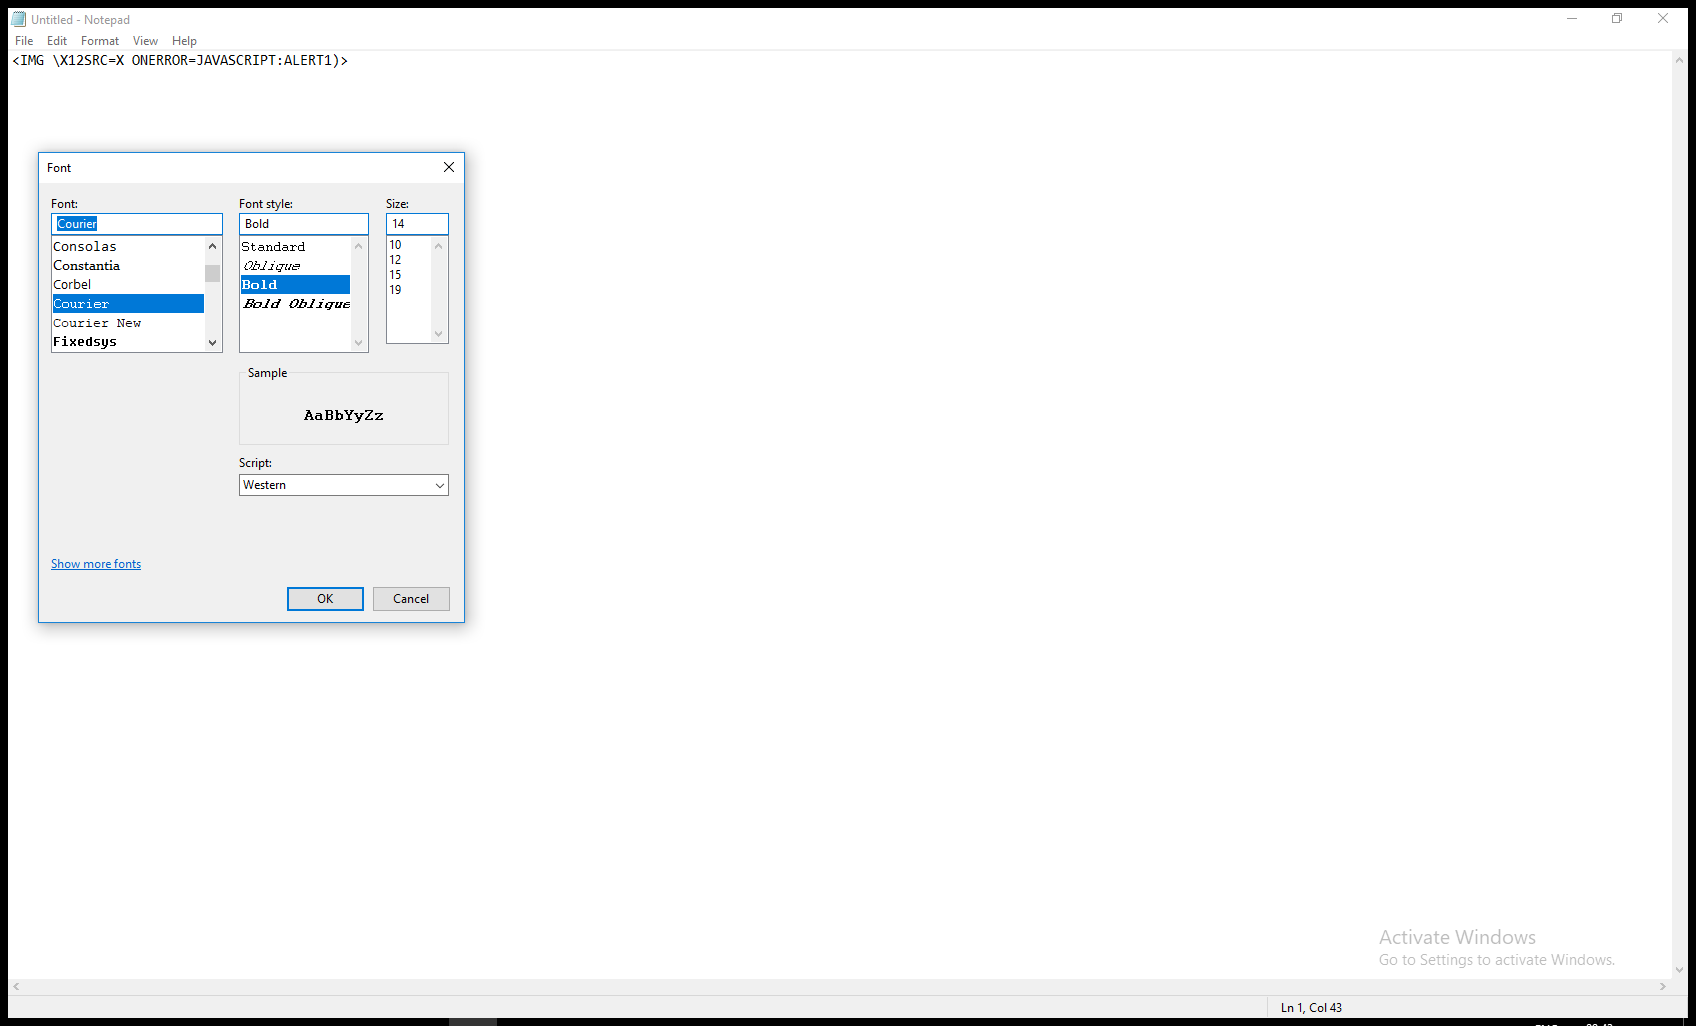 Untitled - Notepad
File Edit Format View Help
<IMG \X12SRC=X ONERROR=JAVASCRIPT:ALERT1)>
Font
Font: Font style: Size:
Courier Bold 14
Consolas
Constantia
Corbel
Courier
Courier New
Fixedsys
Standard
Oblique
Bold
Bold Oblique
10
12
15
19
Sample
AaBbYyZz
Script:
Western
Show more fonts
OK Cancel
Activate Windows
Go to Settings to activate Windows.
Ln 1, Col 43